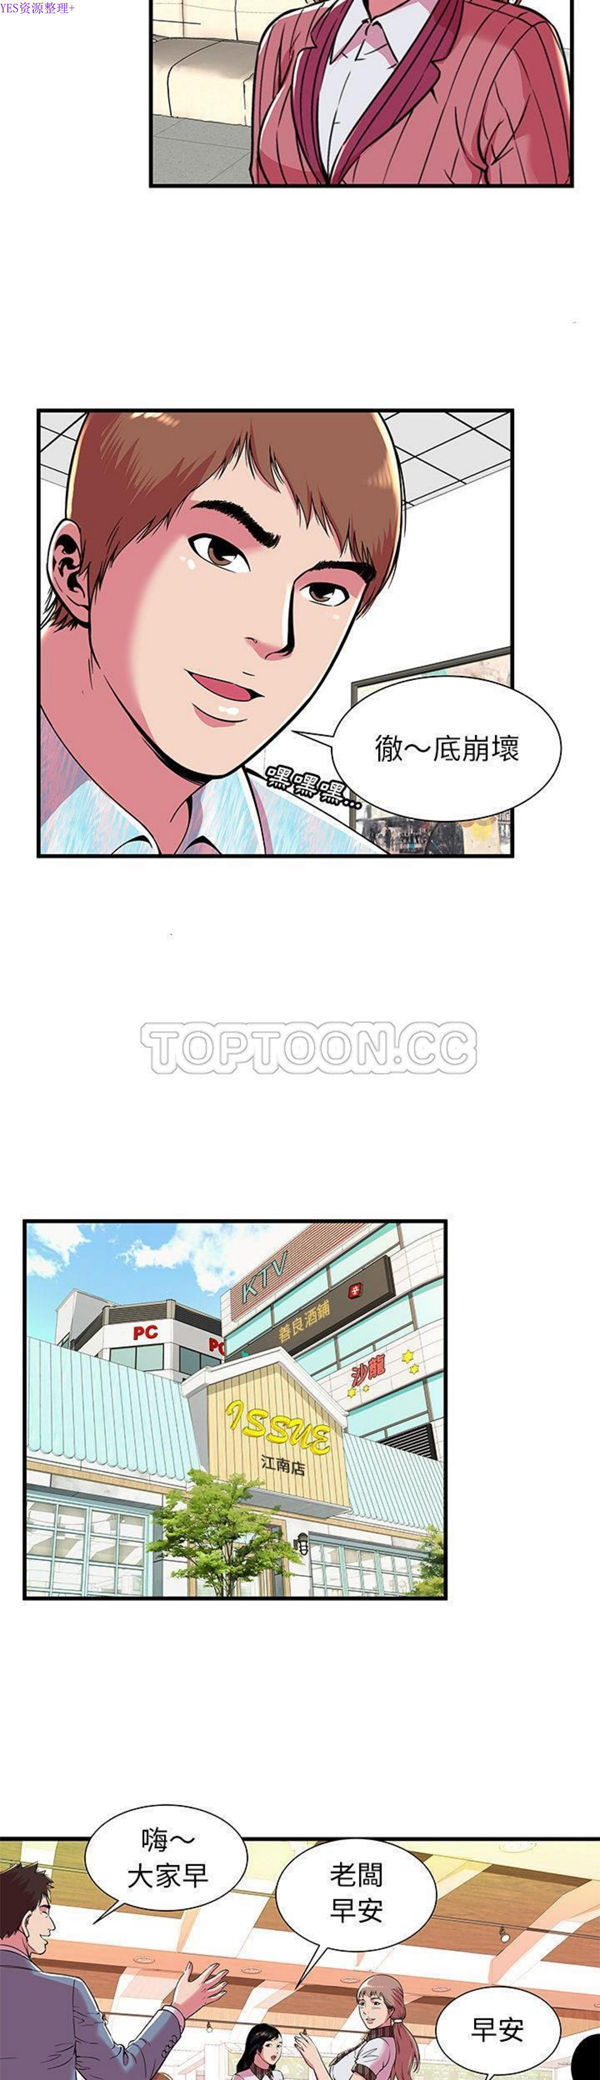 YES资源整理+
徹～底崩壞
嘿嘿嘿…
TOPTOON.CC
KTV
善良酒鋪
PC
PC
沙龍
ISSUE
江南店
嗨～
大家早
老闆
早安
早安